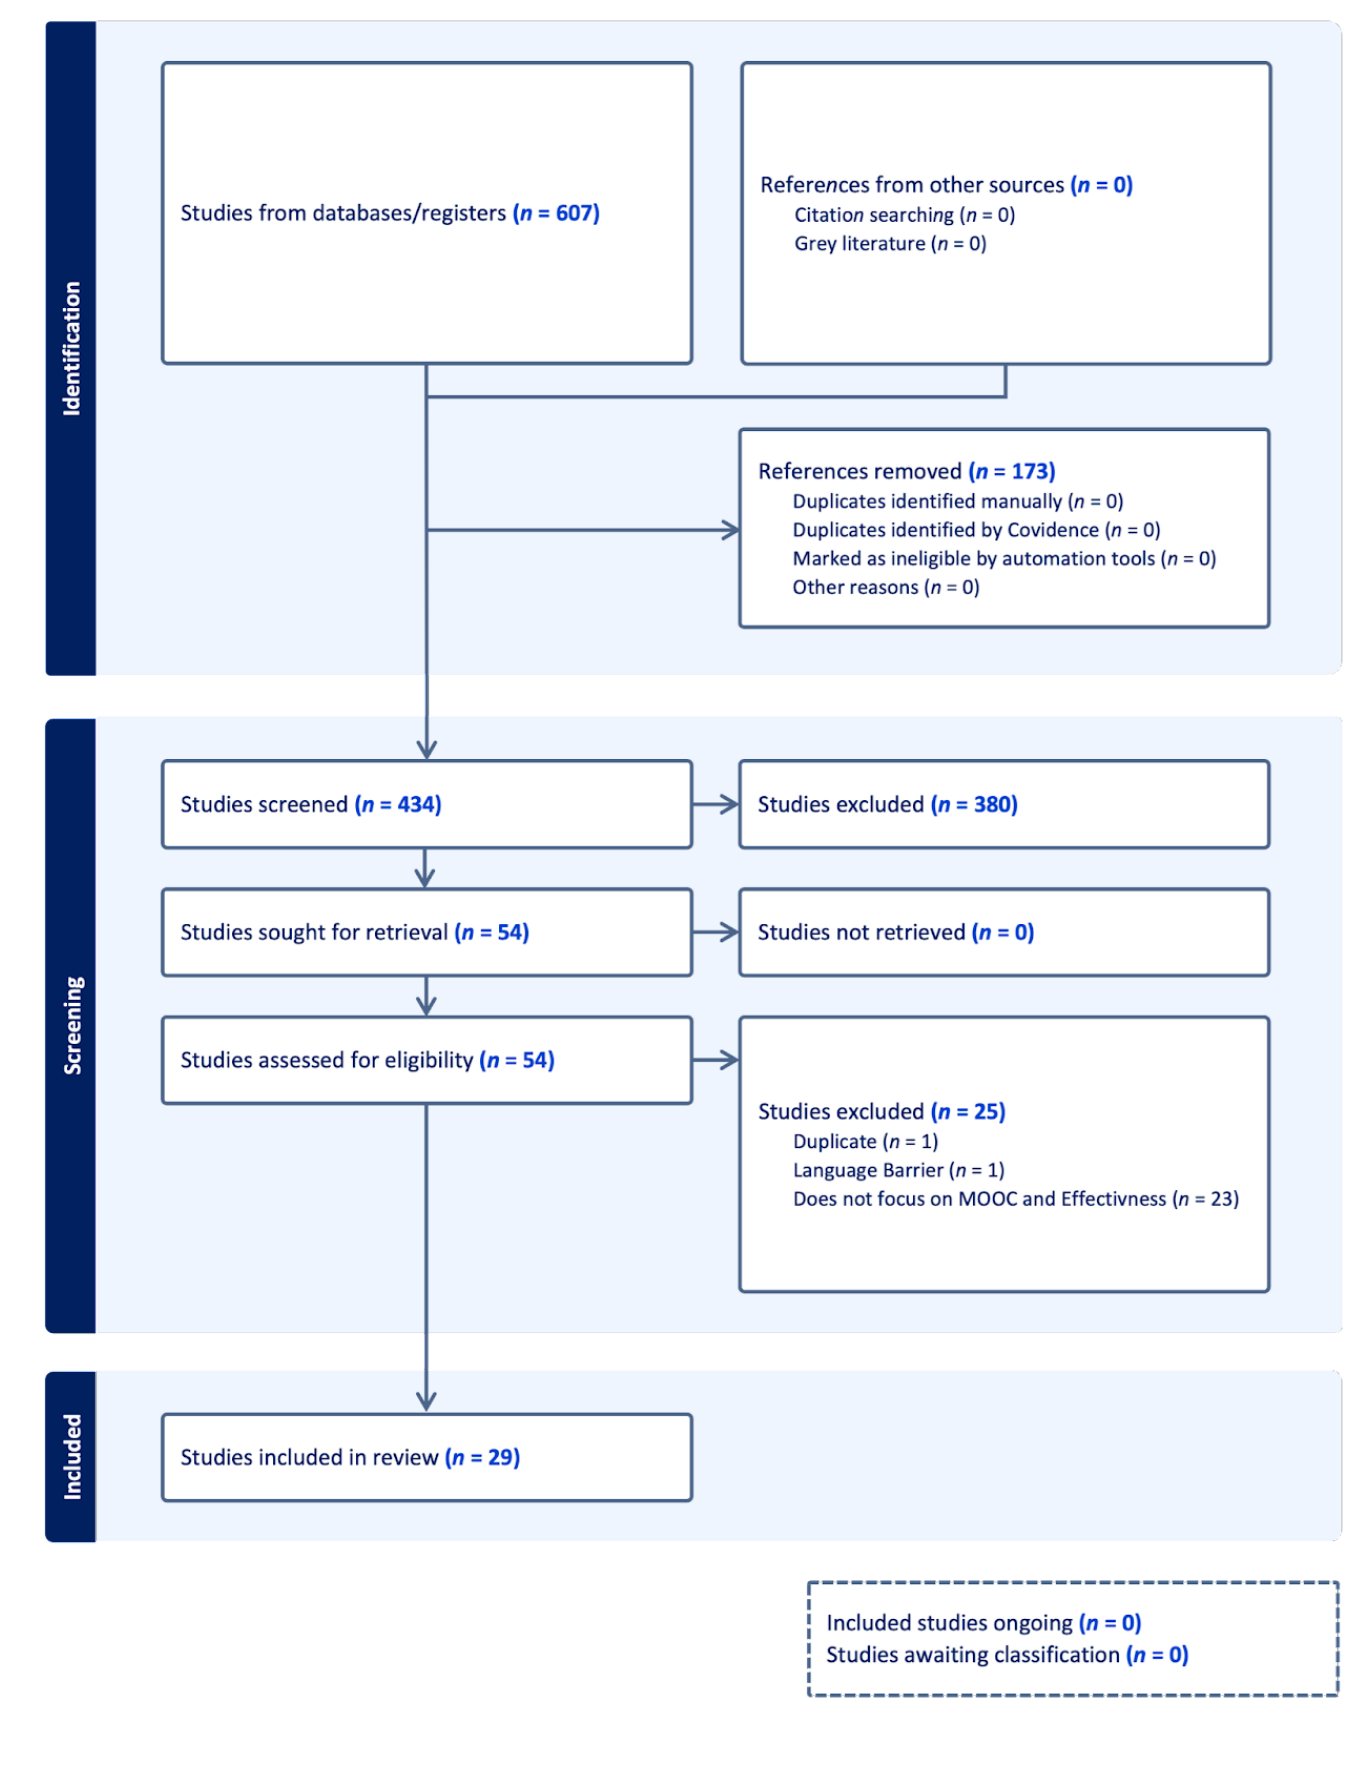 Identification
Studies from databases/registers (n = 607)
References from other sources (n = 0)
Citation searching (n = 0)
Grey literature (n = 0)
References removed (n = 173)
Duplicates identified manually (n = 0)
Duplicates identified by Covidence (n = 0)
Marked as ineligible by automation tools (n = 0)
Other reasons (n = 0)
Screening
Studies screened (n = 434)
Studies excluded (n = 380)
Studies sought for retrieval (n = 54)
Studies not retrieved (n = 0)
Studies assessed for eligibility (n = 54)
Studies excluded (n = 25)
Duplicate (n = 1)
Language Barrier (n = 1)
Does not focus on MOOC and Effectivness (n = 23)
Included
Studies included in review (n = 29)
Included studies ongoing (n = 0)
Studies awaiting classification (n = 0)